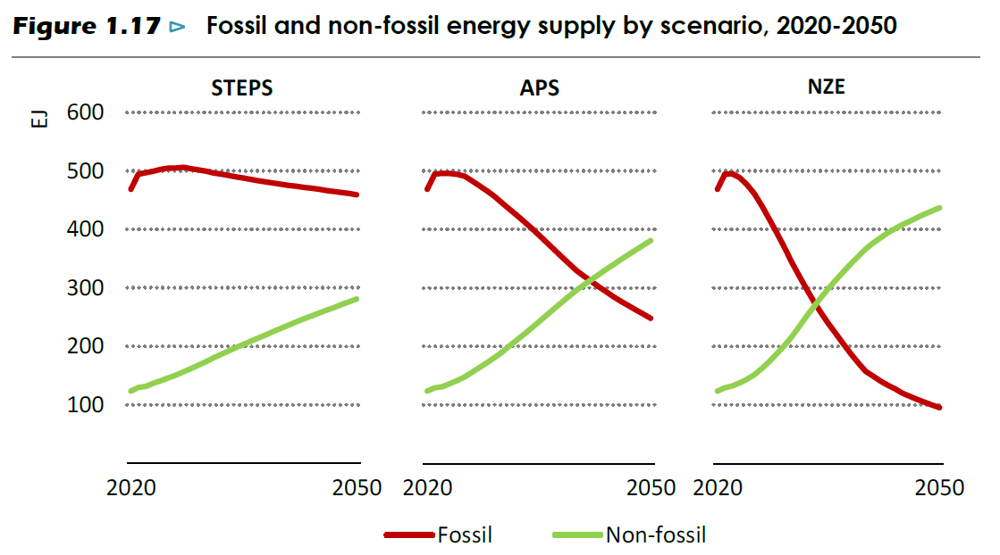 Figure 1.17 ▷ Fossil and non-fossil energy supply by scenario, 2020-2050
STEPS APS NZE
EJ
600
500
400
300
200
100
2020 2050 2020 2050 2020 2050
Fossil Non-fossil